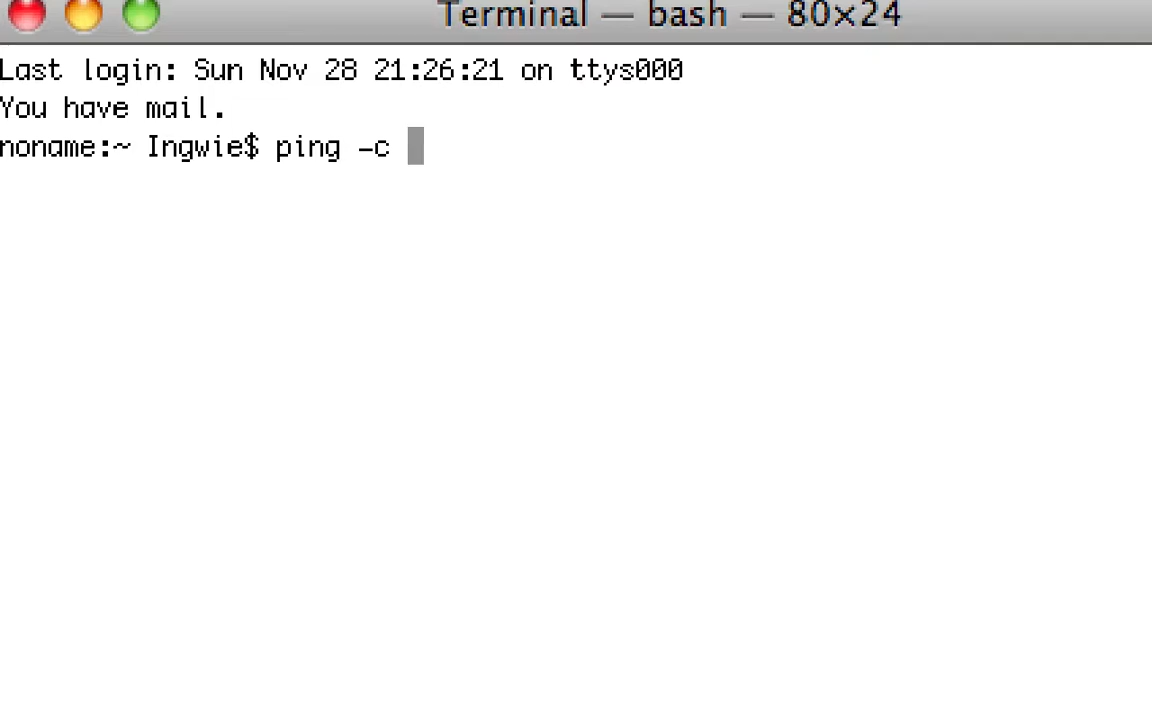 Terminal — bash — 80×24
Last login: Sun Nov 28 21:26:21 on ttys000
You have mail.
noname:~ Ingwie$ ping -c